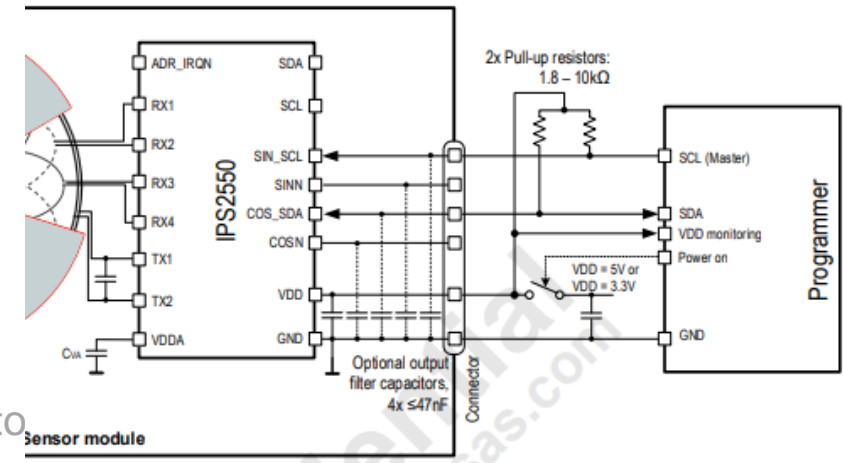 ADR_IRQN
SDA
RX1
SCL
RX2
SIN_SCL
RX3
SINN
RX4
COS_SDA
TX1
COSN
TX2
VDD
VDDA
GND
IPS2550
CVA
Sensor module
Optional output
filter capacitors,
4x ≤47nF
Connector
2x Pull-up resistors:
1.8 – 10kΩ
VDD = 5V or
VDD = 3.3V
SCL (Master)
SDA
VDD monitoring
Power on
GND
Programmer
to